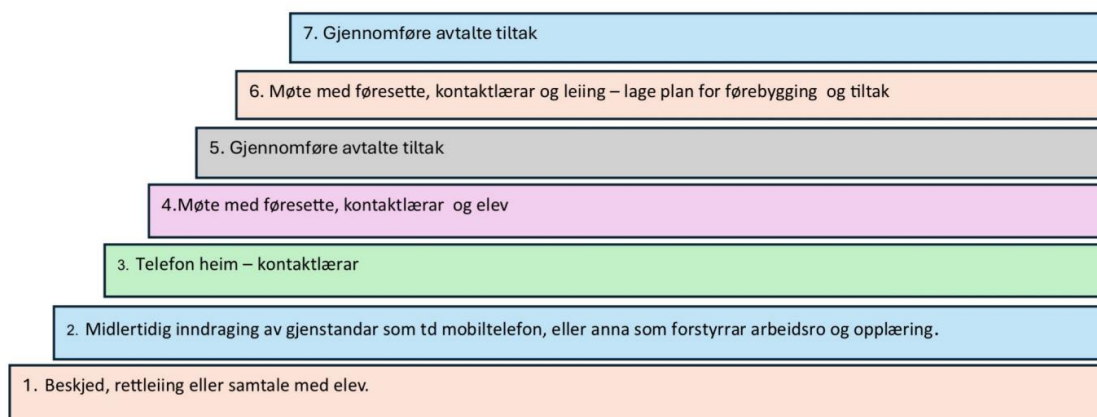 7. Gjennomføre avtalte tiltak
6. Møte med føresette, kontaktlærar og leiing – lage plan for førebygging og tiltak
5. Gjennomføre avtalte tiltak
4.Møte med føresette, kontaktlærar og elev
3. Telefon heim – kontaktlærar
2. Midlertidig inndraging av gjenstandar som td mobiltelefon, eller anna som forstyrrar arbeidsro og opplæring.
1. Beskjed, rettleiing eller samtale med elev.